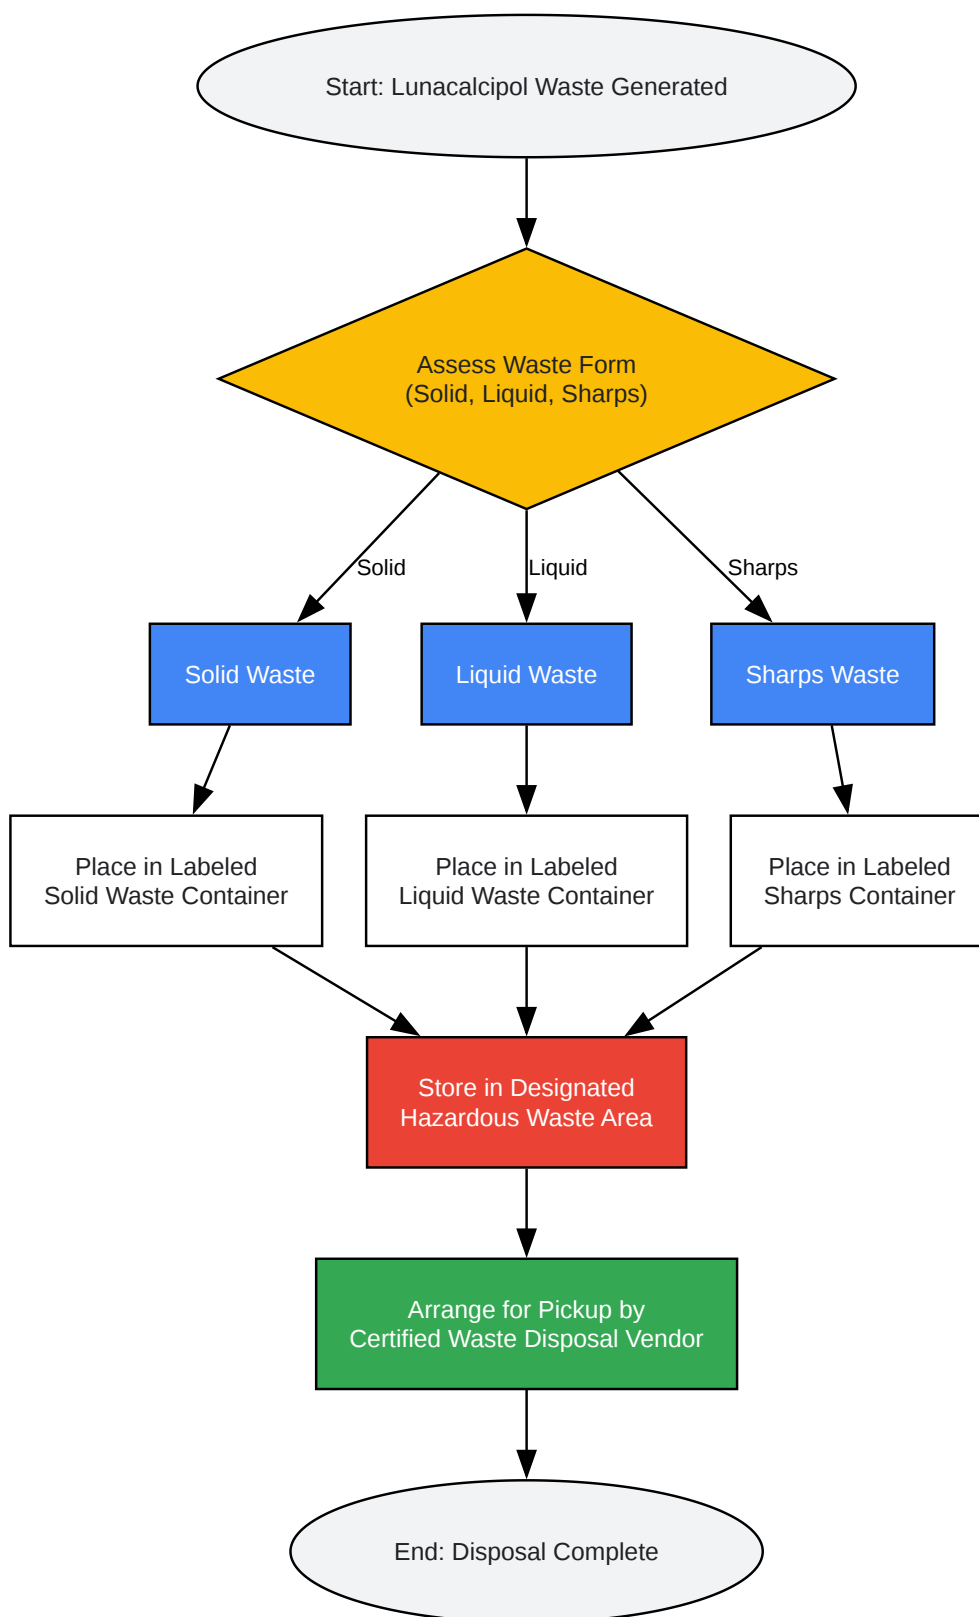 Start: Lunacalcipol Waste Generated
Assess Waste Form
(Solid, Liquid, Sharps)
Solid
Liquid
Sharps
Solid Waste
Liquid Waste
Sharps Waste
Place in Labeled
Solid Waste Container
Place in Labeled
Liquid Waste Container
Place in Labeled
Sharps Container
Store in Designated
Hazardous Waste Area
Arrange for Pickup by
Certified Waste Disposal Vendor
End: Disposal Complete